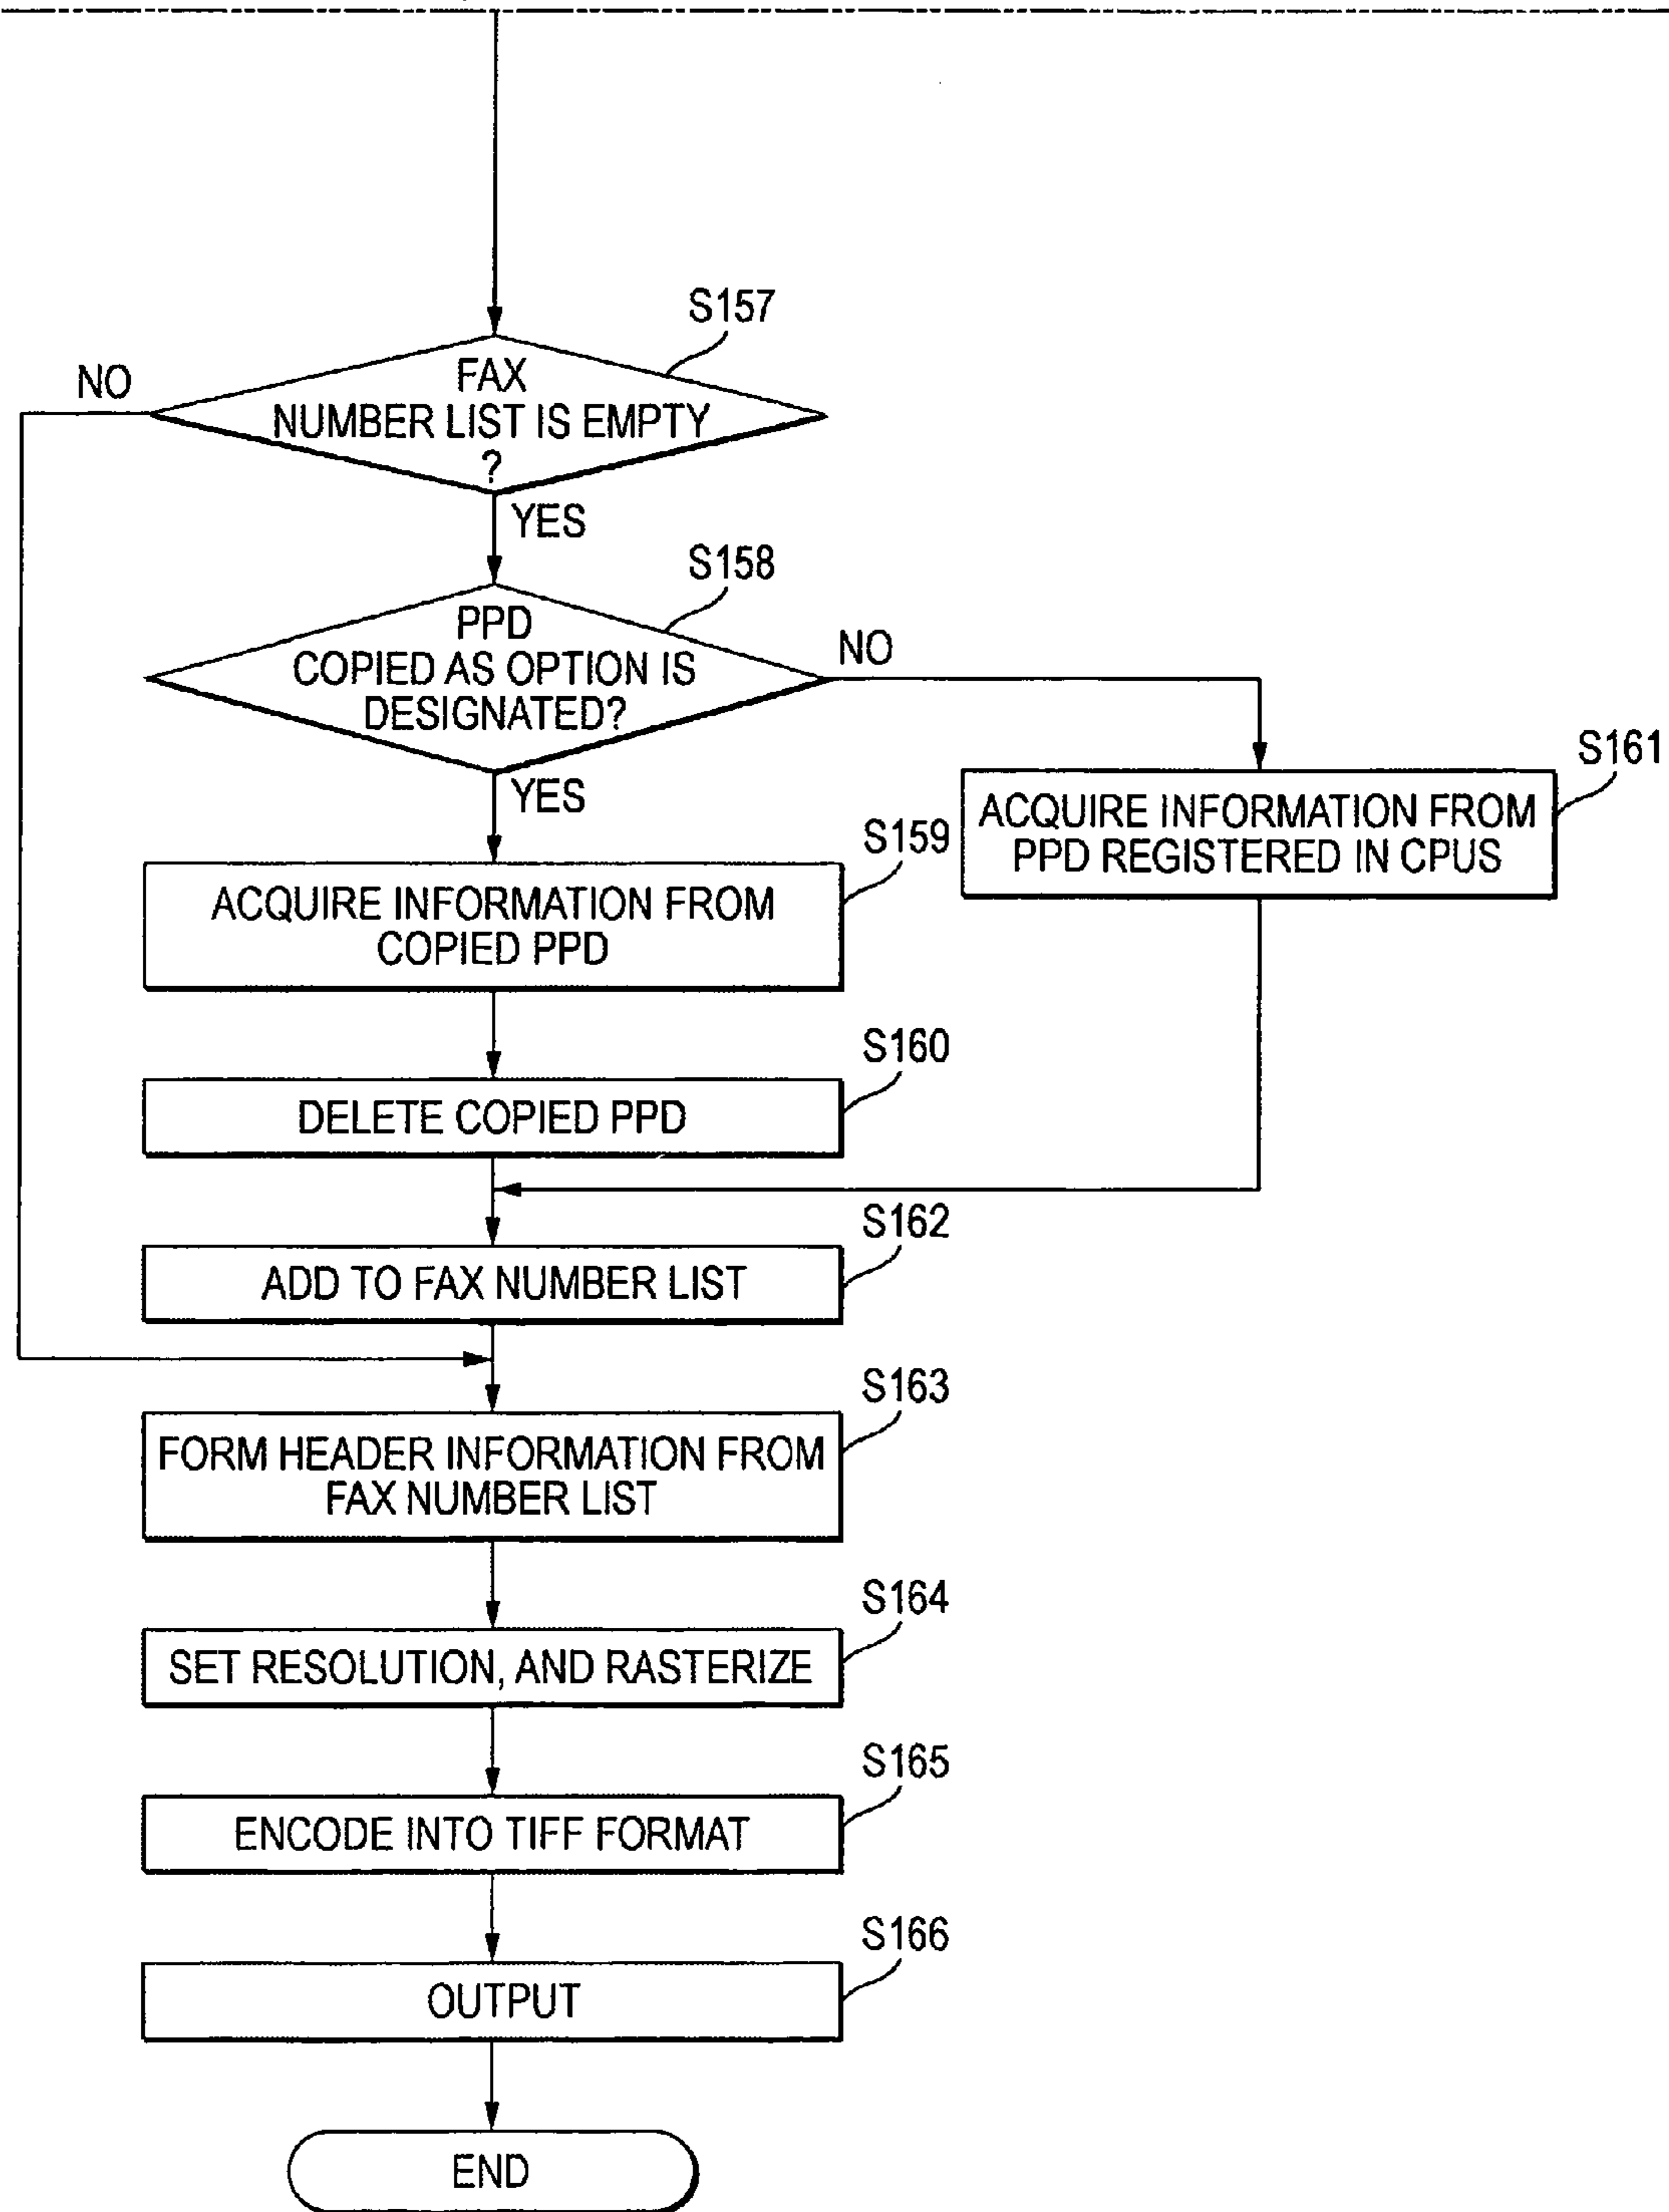 S157
NO
FAX
NUMBER LIST IS EMPTY
?
YES
S158
PPD
COPIED AS OPTION IS
DESIGNATED?
NO
YES
S161
ACQUIRE INFORMATION FROM
PPD REGISTERED IN CPUS
S159
ACQUIRE INFORMATION FROM
COPIED PPD
S160
DELETE COPIED PPD
S162
ADD TO FAX NUMBER LIST
S163
FORM HEADER INFORMATION FROM
FAX NUMBER LIST
S164
SET RESOLUTION, AND RASTERIZE
S165
ENCODE INTO TIFF FORMAT
S166
OUTPUT
END